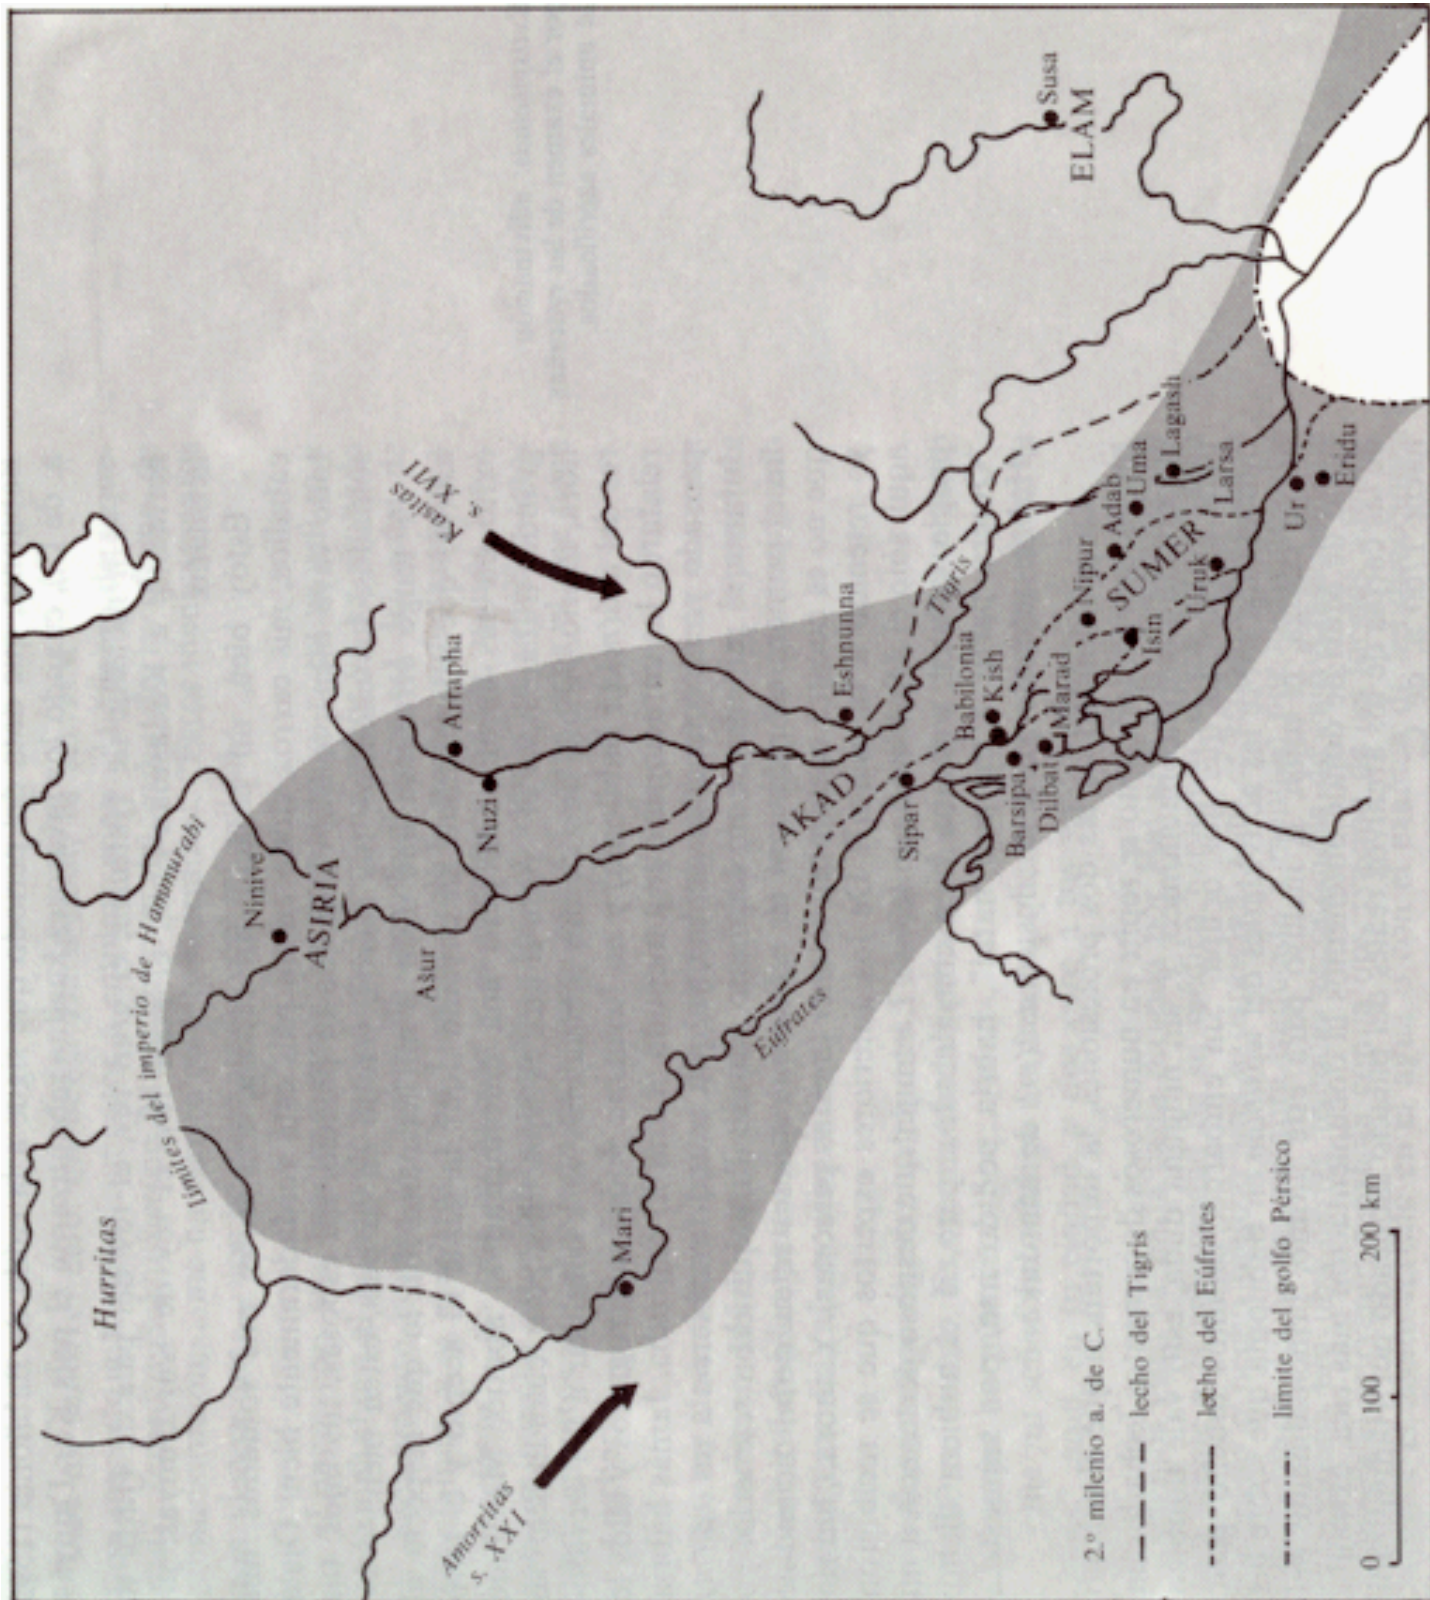 Hurritas
límites del imperio de Hammurabi
Amorritas
s. XXI
Mari
Ninive
ASIRIA
Ašur
Nuzi
Arrapha
Kasitas
s. XVII
Eúfrates
AKAD
Eshnunna
Tigris
Sipar
Babilonia
Kish
Barsipa
Dilbat
Marad
Isin
Nipur
SUMER
Adab
Uma
Uruk
Lagash
Larsa
Ur
Eridu
Susa
ELAM
2.º milenio a. de C.
lecho del Tigris
lecho del Eúfrates
límite del golfo Pérsico
0 100 200 km